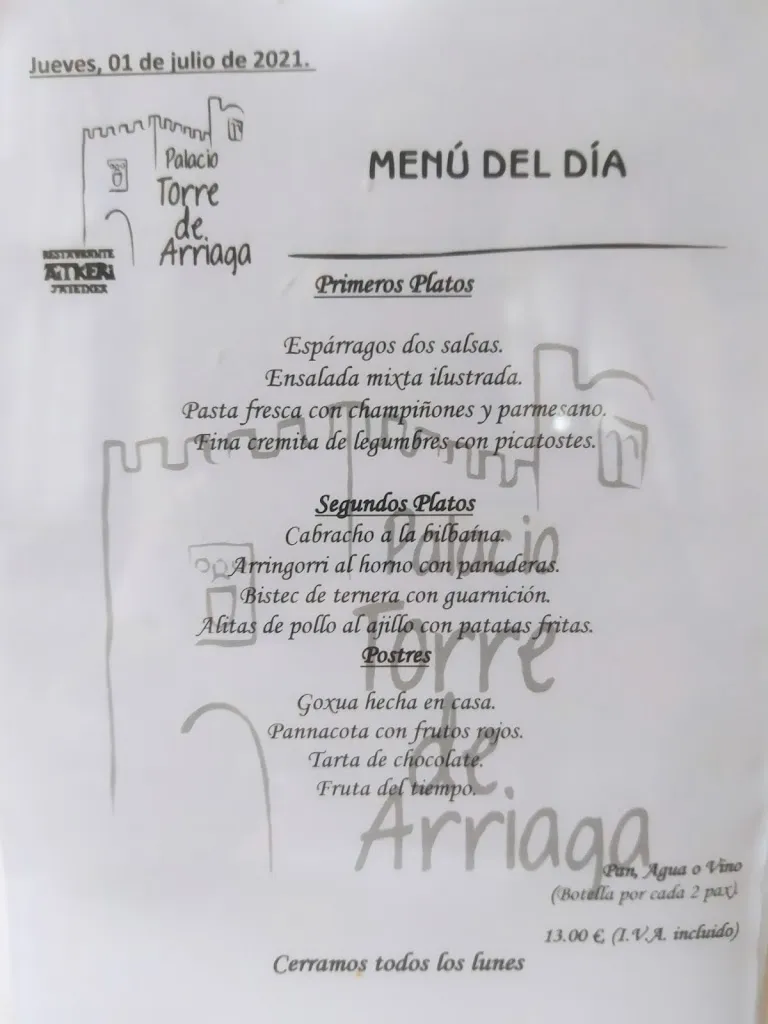 Jueves, 01 de julio de 2021.
Palacio
Torre
de
Arriaga
RESTAURANTE
AITKERI
JATETXEA
MENÚ DEL DÍA
Primeros Platos
Espárragos dos salsas.
Ensalada mixta ilustrada.
Pasta fresca con champiñones y parmesano.
Fina cremita de legumbres con picatostes.
Segundos Platos
Cabracho a la bilbaína.
Arringorri al horno con panaderas.
Bistec de ternera con guarnición.
Alitas de pollo al ajillo con patatas fritas.
Postres
Goxua hecha en casa.
Pannacota con frutos rojos.
Tarta de chocolate.
Fruta del tiempo.
Palacio
Torre
de
Arriaga
Pan, Agua o Vino
(Botella por cada 2 pax)
13.00 €, (I.V.A. incluido)
Cerramos todos los lunes